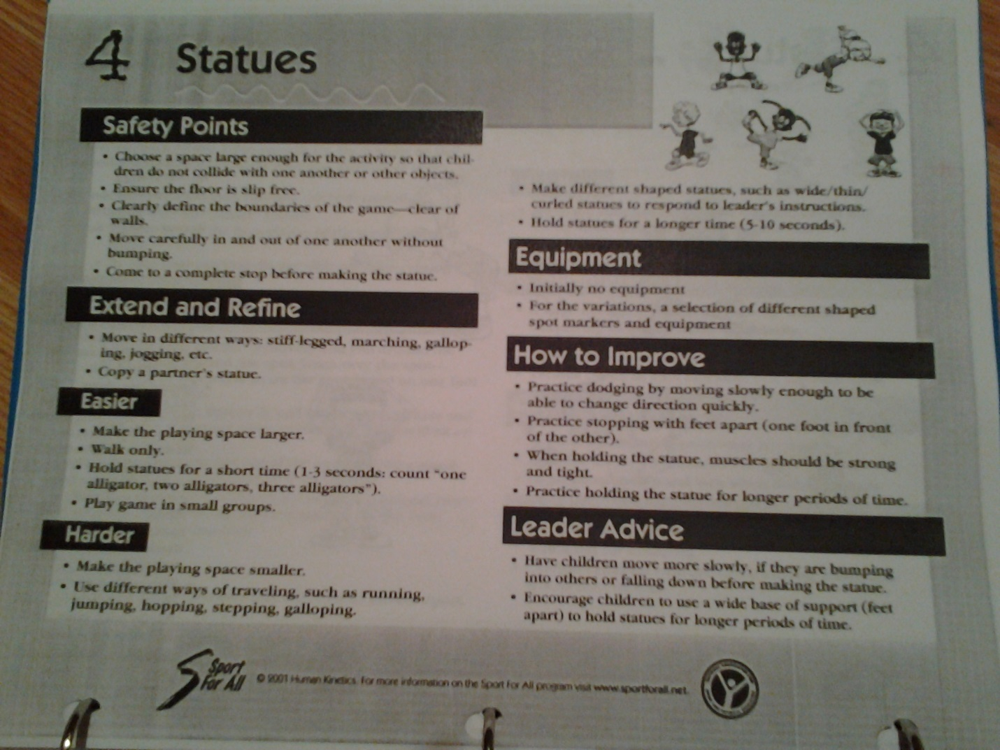 4 Statues
Safety Points
• Choose a space large enough for the activity so that chil-
dren do not collide with one another or other objects.
• Ensure the floor is slip free.
• Clearly define the boundaries of the game—clear of
walls.
• Move carefully in and out of one another without
bumping.
• Come to a complete stop before making the statue.
Extend and Refine
• Move in different ways: stiff-legged, marching, gallop-
ing, jogging, etc.
• Copy a partner's statue.
Easier
• Make the playing space larger.
• Walk only.
• Hold statues for a short time (1-3 seconds: count "one
alligator, two alligators, three alligators").
• Play game in small groups.
Harder
• Make the playing space smaller.
• Use different ways of traveling, such as running,
jumping, hopping, stepping, galloping.
• Make different shaped statues, such as wide/thin/
curled statues to respond to leader's instructions.
• Hold statues for a longer time (5-10 seconds).
Equipment
• Initially no equipment
• For the variations, a selection of different shaped
spot markers and equipment
How to Improve
• Practice dodging by moving slowly enough to be
able to change direction quickly.
• Practice stopping with feet apart (one foot in front
of the other).
• When holding the statue, muscles should be strong
and tight.
• Practice holding the statue for longer periods of time.
Leader Advice
• Have children move more slowly, if they are bumping
into others or falling down before making the statue.
• Encourage children to use a wide base of support (feet
apart) to hold statues for longer periods of time.
Sport
For All
© 2001 Human Kinetics. For more information on the Sport For All program visit www.sportforall.net.